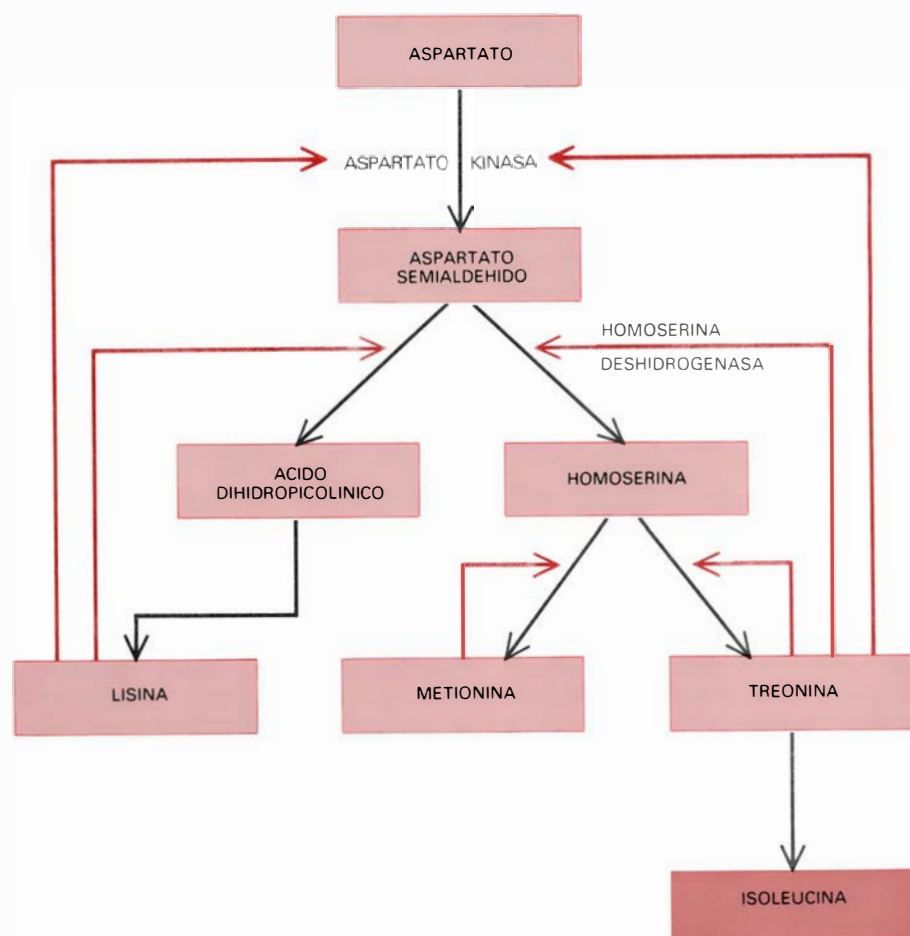 ASPARTATO
ASPARTATO KINASA
ASPARTATO
SEMIALDEHIDO
HOMOSERINA
DESHIDROGENASA
ACIDO
DIHIDROPICOLINICO
HOMOSERINA
LISINA
METIONINA
TREONINA
ISOLEUCINA